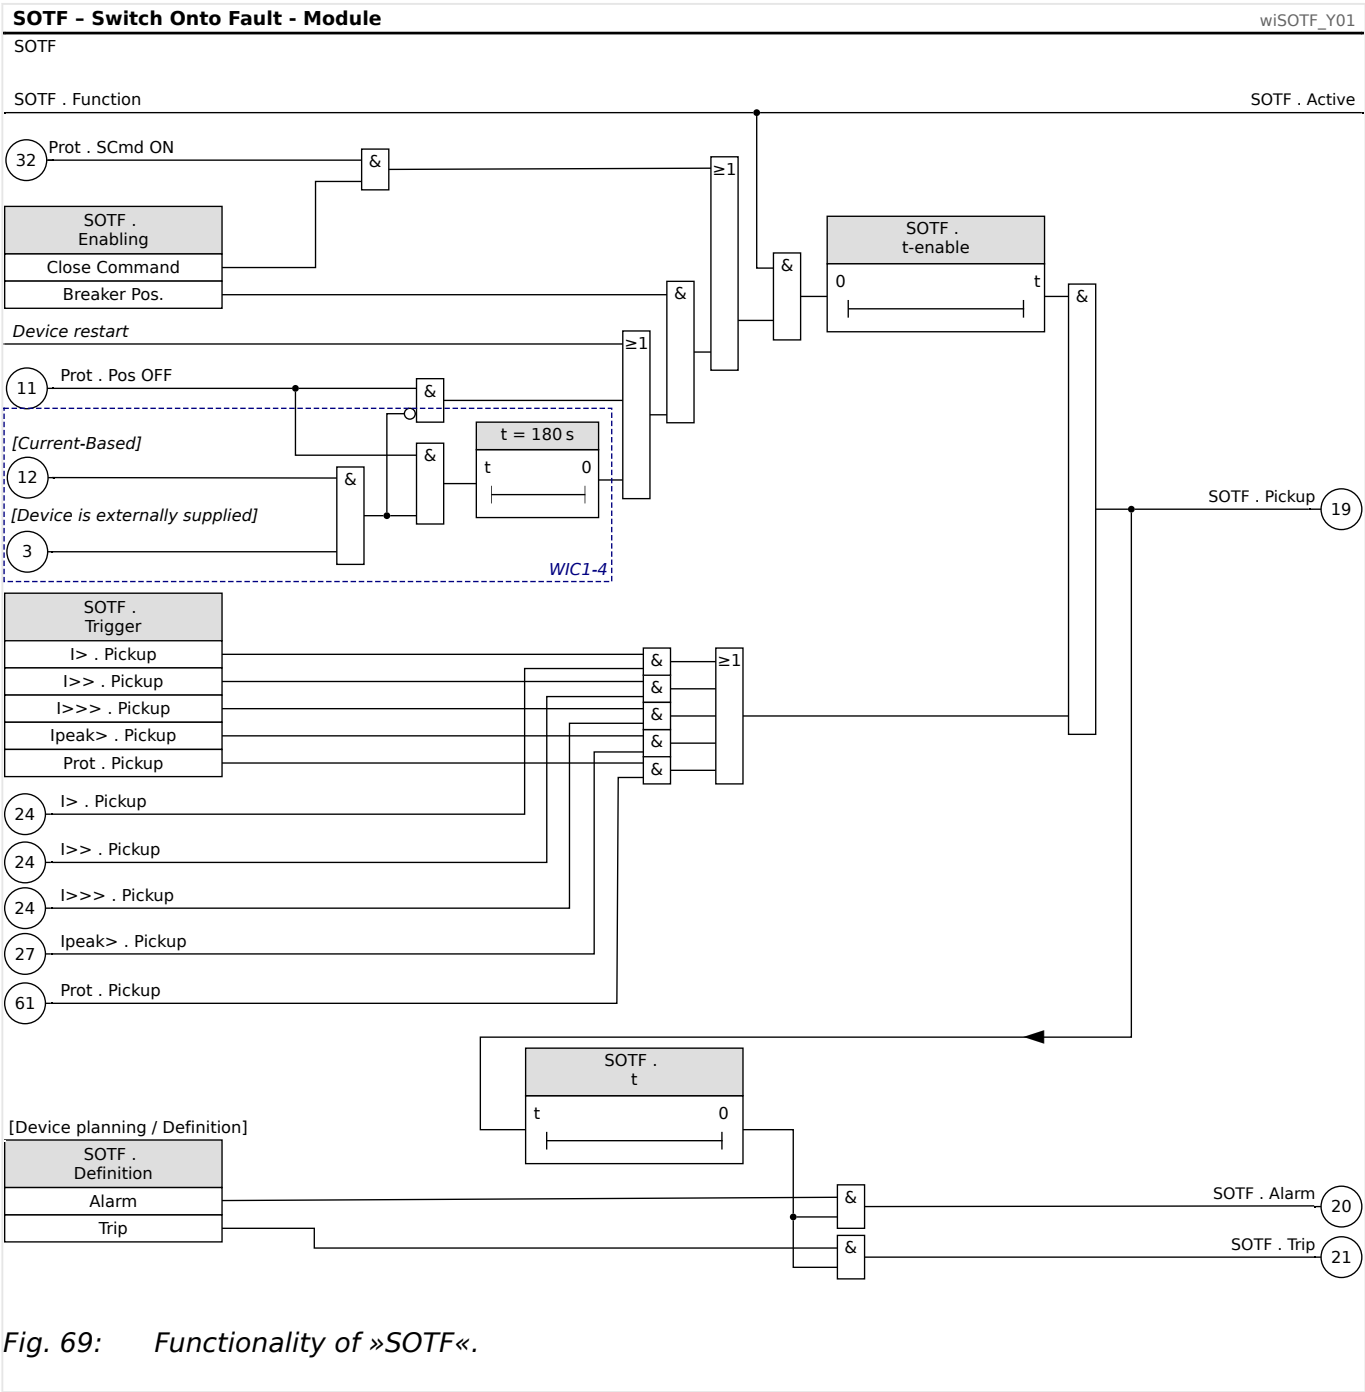 SOTF – Switch Onto Fault - Module
wiSOTF_Y01
SOTF
SOTF . Function
SOTF . Active
32
Prot . SCmd ON
&
≥1
SOTF .
Enabling
Close Command
Breaker Pos.
&
&
SOTF .
t-enable
0
t
&
Device restart
≥1
11
Prot . Pos OFF
&
[Current-Based]
12
&
&
t = 180 s
t
0
[Device is externally supplied]
3
WIC1-4
SOTF . Pickup
19
SOTF .
Trigger
I> . Pickup
I>> . Pickup
I>>> . Pickup
Ipeak> . Pickup
Prot . Pickup
&
&
&
&
&
≥1
24
I> . Pickup
24
I>> . Pickup
24
I>>> . Pickup
27
Ipeak> . Pickup
61
Prot . Pickup
SOTF .
t
t
0
[Device planning / Definition]
SOTF .
Definition
Alarm
Trip
&
SOTF . Alarm
20
&
SOTF . Trip
21
Fig. 69: Functionality of »SOTF«.